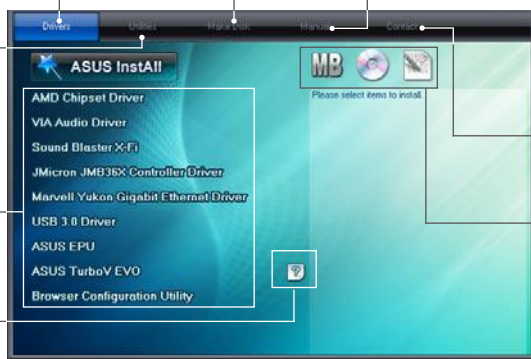 Drivers Utilities Make Disk Manual Contact
ASUS InstAll
MB
Please select items to install.
AMD Chipset Driver
VIA Audio Driver
Sound Blaster X-Fi
JMicron JMB36X Controller Driver
Marvell Yukon Gigabit Ethernet Driver
USB 3.0 Driver
ASUS EPU
ASUS TurboV EVO
?
Browser Configuration Utility